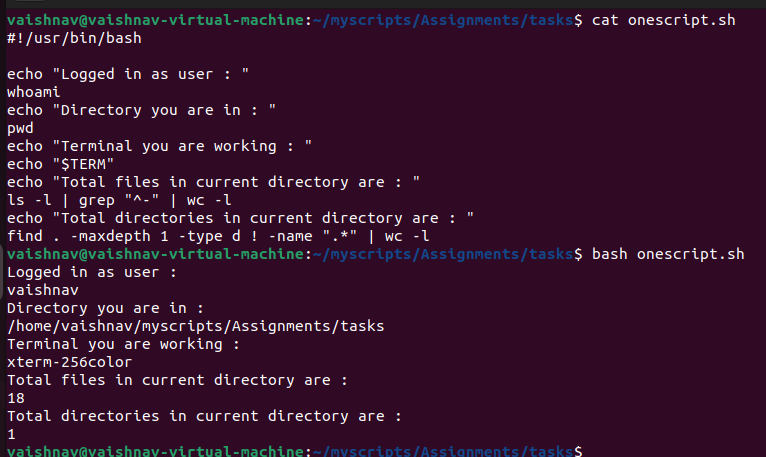 vaishnav@vaishnav-virtual-machine:~/myscripts/Assignments/tasks$ cat onescript.sh
#!/usr/bin/bash

echo "Logged in as user : "
whoami
echo "Directory you are in : "
pwd
echo "Terminal you are working : "
echo "$TERM"
echo "Total files in current directory are : "
ls -l | grep "^-" | wc -l
echo "Total directories in current directory are : "
find . -maxdepth 1 -type d ! -name ".*" | wc -l
vaishnav@vaishnav-virtual-machine:~/myscripts/Assignments/tasks$ bash onescript.sh
Logged in as user :
vaishnav
Directory you are in :
/home/vaishnav/myscripts/Assignments/tasks
Terminal you are working :
xterm-256color
Total files in current directory are :
18
Total directories in current directory are :
1
vaishnav@vaishnav-virtual-machine:~/myscripts/Assignments/tasks$